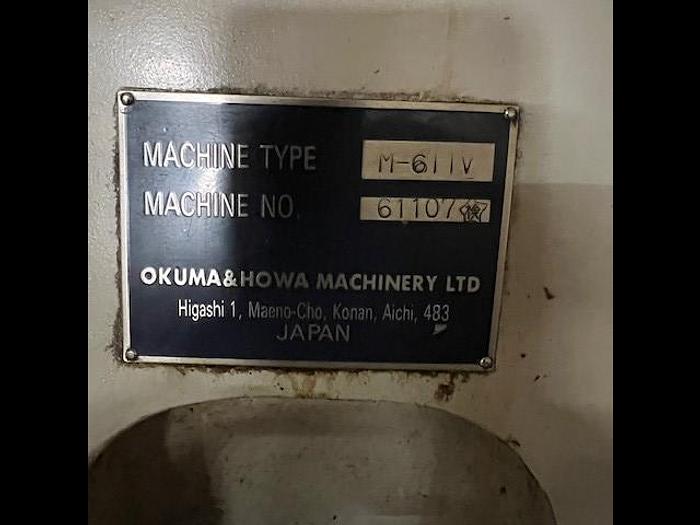 MACHINE TYPE M-611V
MACHINE NO. 61107
OKUMA&HOWA MACHINERY LTD
Higashi 1, Maeno-Cho, Konan, Aichi, 483
JAPAN